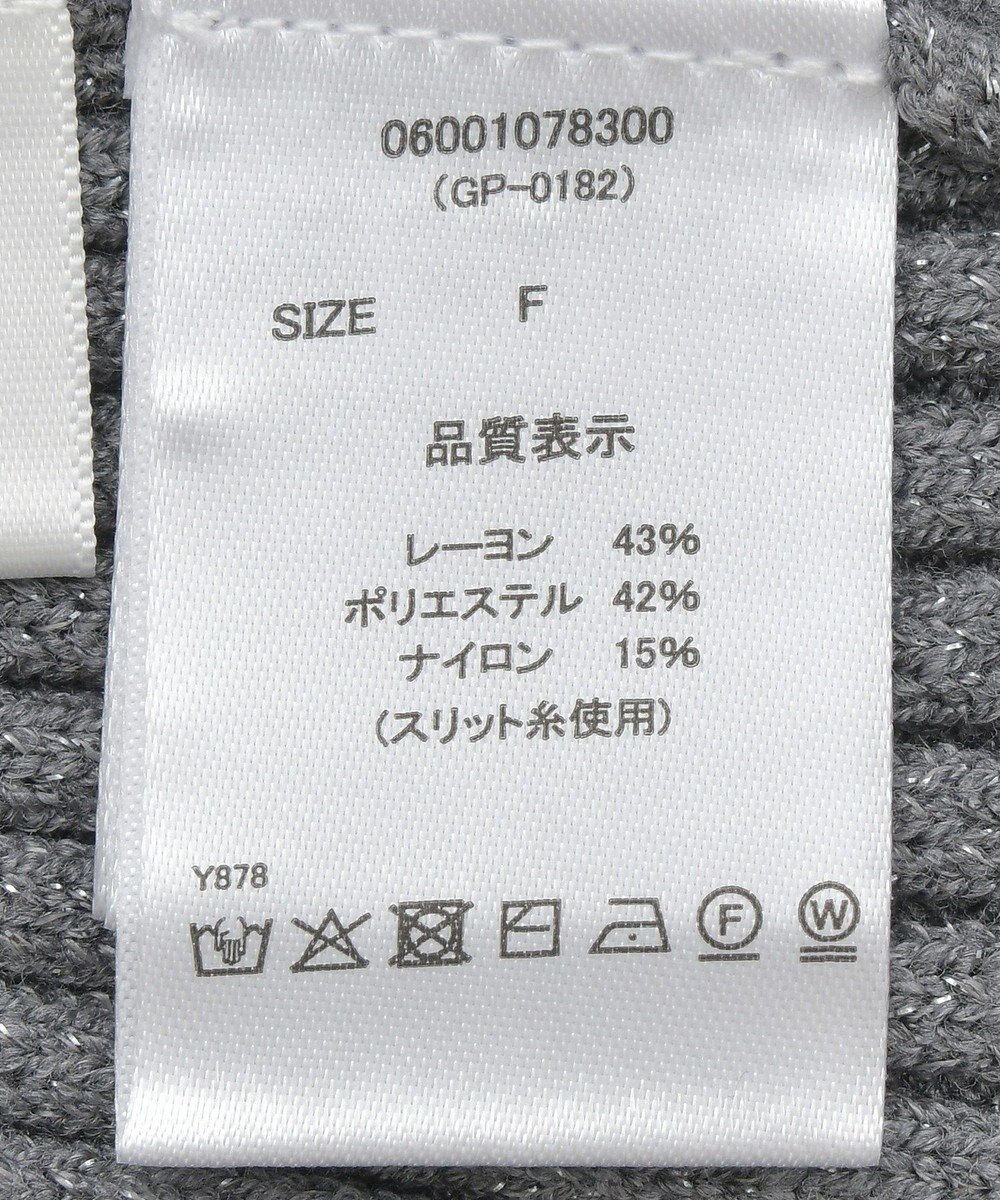 06001078300
(GP-0182)
SIZE F
品質表示
レーヨン 43%
ポリエステル 42%
ナイロン 15%
(スリット糸使用)
Y878
F W